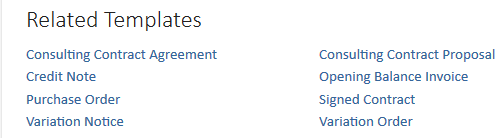 Related Templates
Consulting Contract Agreement
Consulting Contract Proposal
Credit Note
Opening Balance Invoice
Purchase Order
Signed Contract
Variation Notice
Variation Order